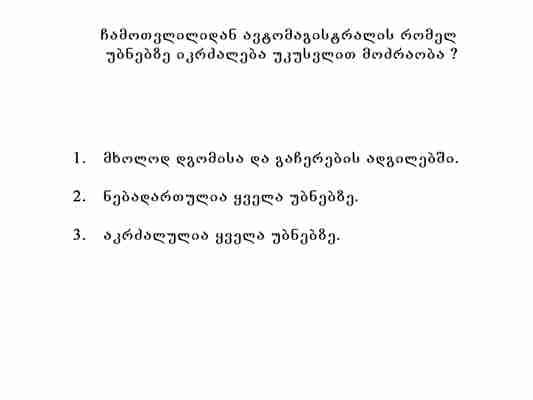 ჩამოთვლილიდან ავტომაგისტრალის რომელ
უბნებზე იკრძალება უკუსვლით მოძრაობა ?
1. მხოლოდ დგომისა და გაჩერების ადგილებში.
2. ნებადართულია ყველა უბნებზე.
3. აკრძალულია ყველა უბნებზე.